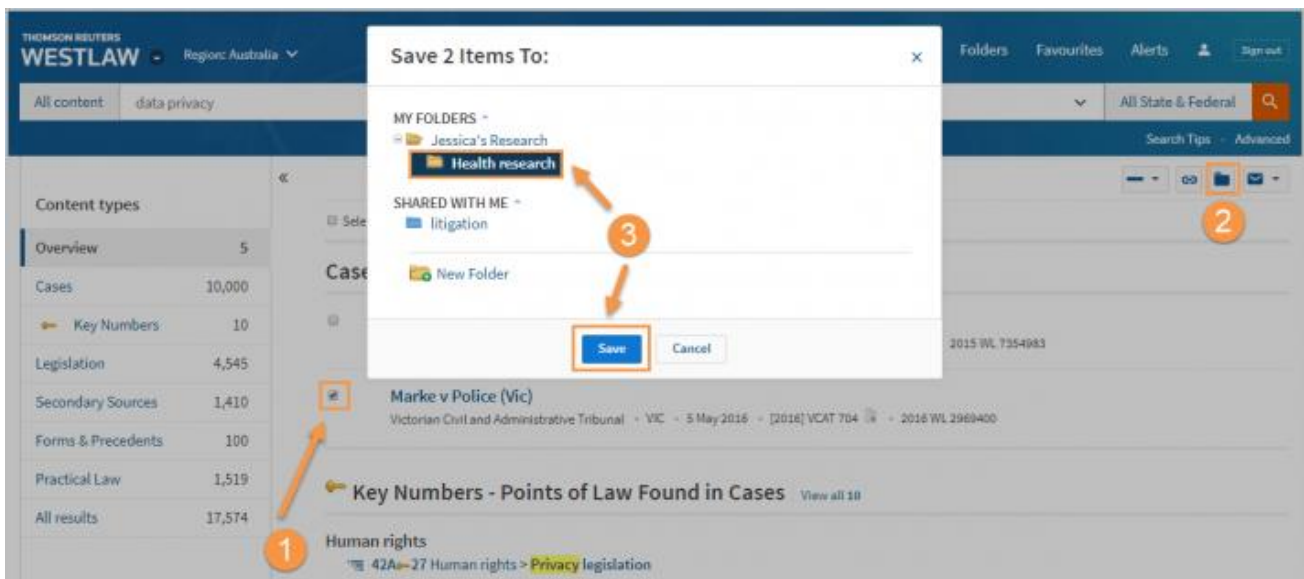 THOMSON REUTERS
WESTLAW Region: Australia
Folders Favourites Alerts Sign out
All content data privacy All State & Federal
Search Tips Advanced
Save 2 Items To: ×
MY FOLDERS
Jessica's Research
Health research
SHARED WITH ME
litigation
New Folder
Save Cancel
3
2
«
Content types
Overview 5
Cases 10,000
Key Numbers 10
Legislation 4,545
Secondary Sources 1,410
Forms & Precedents 100
Practical Law 1,519
All results 17,574
1
Sele
Case
2015 WL 7354983
Marke v Police (Vic)
Victorian Civil and Administrative Tribunal - VIC - 5 May 2016 - [2016] VCAT 704 - 2016 WL 2969400
Key Numbers - Points of Law Found in Cases View all 10
Human rights
42A 27 Human rights > Privacy legislation